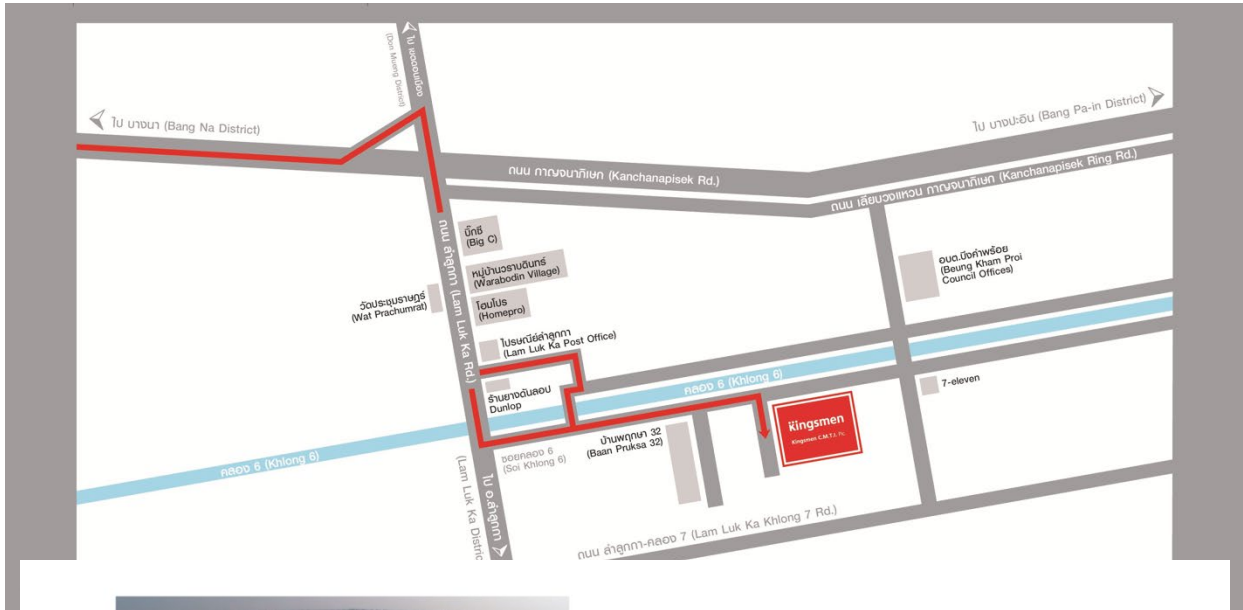 ไป เขตดอนเมือง
(Don Mueng District)
ไป บางนา (Bang Na District)
ไป บางปะอิน (Bang Pa-in District)
ถนน กาญจนาภิเษก (Kanchanapisek Rd.)
ถนน เลียบวงแหวน กาญจนาภิเษก (Kanchanapisek Ring Rd.)
ถนน ลำลูกกา (Lam Luk Ka Rd.)
บิ๊กซี
(Big C)
หมู่บ้านวราบดินทร์
(Warabodin Village)
โฮมโปร
(Homepro)
วัดประชุมราษฎร์
(Wat Prachumrat)
อบต.บึงคำพร้อย
(Beung Kham Proi
Council Offices)
ไปรษณีย์ลำลูกกา
(Lam Luk Ka Post Office)
ร้านยางดันลอป
Dunlop
คลอง 6 (Khlong 6)
7-eleven
Kingsmen
Kingsmen C.M.T.I. Plc.
บ้านพฤกษา 32
(Baan Pruksa 32)
ซอยคลอง 6
(Soi Khlong 6)
คลอง 6 (Khlong 6)
ไป อ.ลำลูกกา
(Lam Luk Ka Distric
ถนน ลำลูกกา-คลอง 7 (Lam Luk Ka Khlong 7 Rd.)